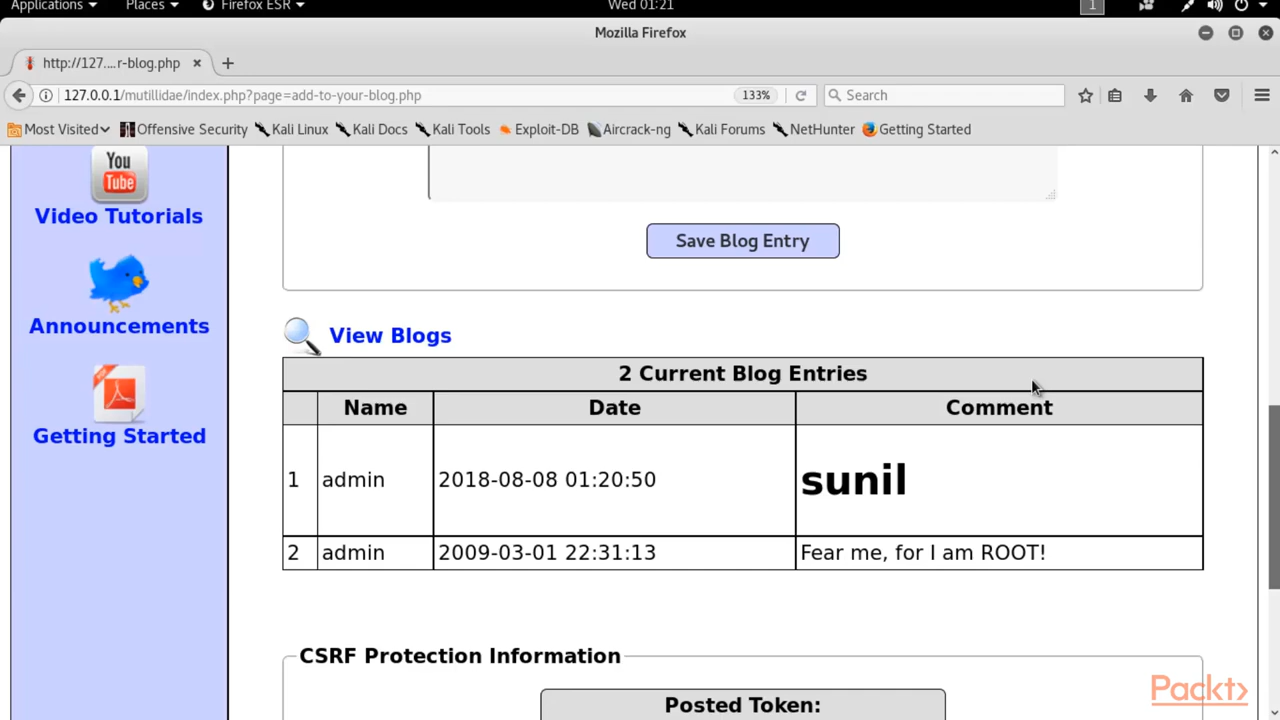 Applications Places Firefox ESR Wed 01:21 1
Mozilla Firefox
http://127....r-blog.php
127.0.0.1/mutillidae/index.php?page=add-to-your-blog.php 133% Search
Most Visited Offensive Security Kali Linux Kali Docs Kali Tools Exploit-DB Aircrack-ng Kali Forums NetHunter Getting Started
You
Tube
Video Tutorials
Save Blog Entry
Announcements
View Blogs
2 Current Blog Entries
Name Date Comment
Getting Started
1 admin 2018-08-08 01:20:50 sunil
2 admin 2009-03-01 22:31:13 Fear me, for I am ROOT!
CSRF Protection Information
Posted Token:
Packt>